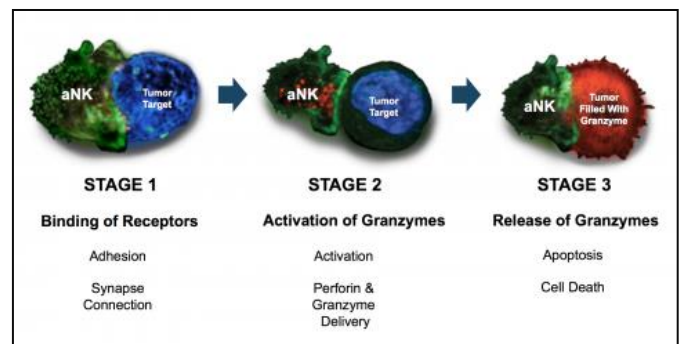 aNK
Tumor
Target
aNK
Tumor
Target
aNK
Tumor
Filled With
Granzyme
STAGE 1
Binding of Receptors
Adhesion
Synapse
Connection
STAGE 2
Activation of Granzymes
Activation
Perforin &
Granzyme
Delivery
STAGE 3
Release of Granzymes
Apoptosis
Cell Death